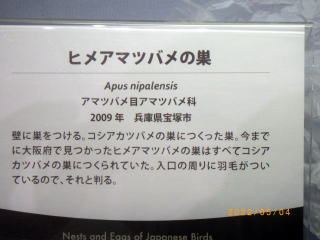 ヒメアマツバメの巣
Apus nipalensis
アマツバメ目アマツバメ科
2009 年　兵庫県宝塚市
壁に巣をつける。コシアカツバメの巣につくった巣。今まで
に大阪府で見つかったヒメアマツバメの巣はすべてコシア
カツバメの巣につくられていた。入口の周りに羽毛がつい
ているので、それと判る。
Nests and Eggs of Japanese Birds